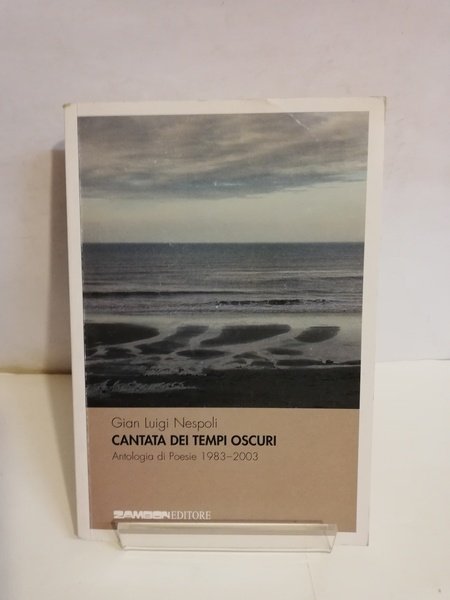 Gian Luigi Nespoli
CANTATA DEI TEMPI OSCURI
Antologia di Poesie 1983–2003
ZAMBON EDITORE